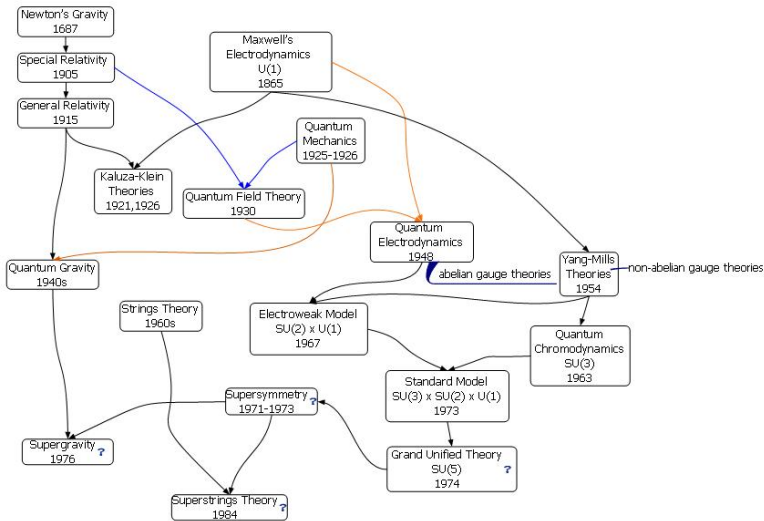 Newton's Gravity
1687
Special Relativity
1905
General Relativity
1915
Maxwell's
Electrodynamics
U(1)
1865
Quantum
Mechanics
1925-1926
Kaluza-Klein
Theories
1921,1926
Quantum Field Theory
1930
Quantum
Electrodynamics
1948
Quantum Gravity
1940s
abelian gauge theories
Yang-Mills
Theories
1954
non-abelian gauge theories
Strings Theory
1960s
Electroweak Model
SU(2) x U(1)
1967
Quantum
Chromodynamics
SU(3)
1963
Standard Model
SU(3) x SU(2) x U(1)
1973
Supersymmetry
1971-1973
?
Supergravity
1976
?
Grand Unified Theory
SU(5)
1974
?
Superstrings Theory
1984
?